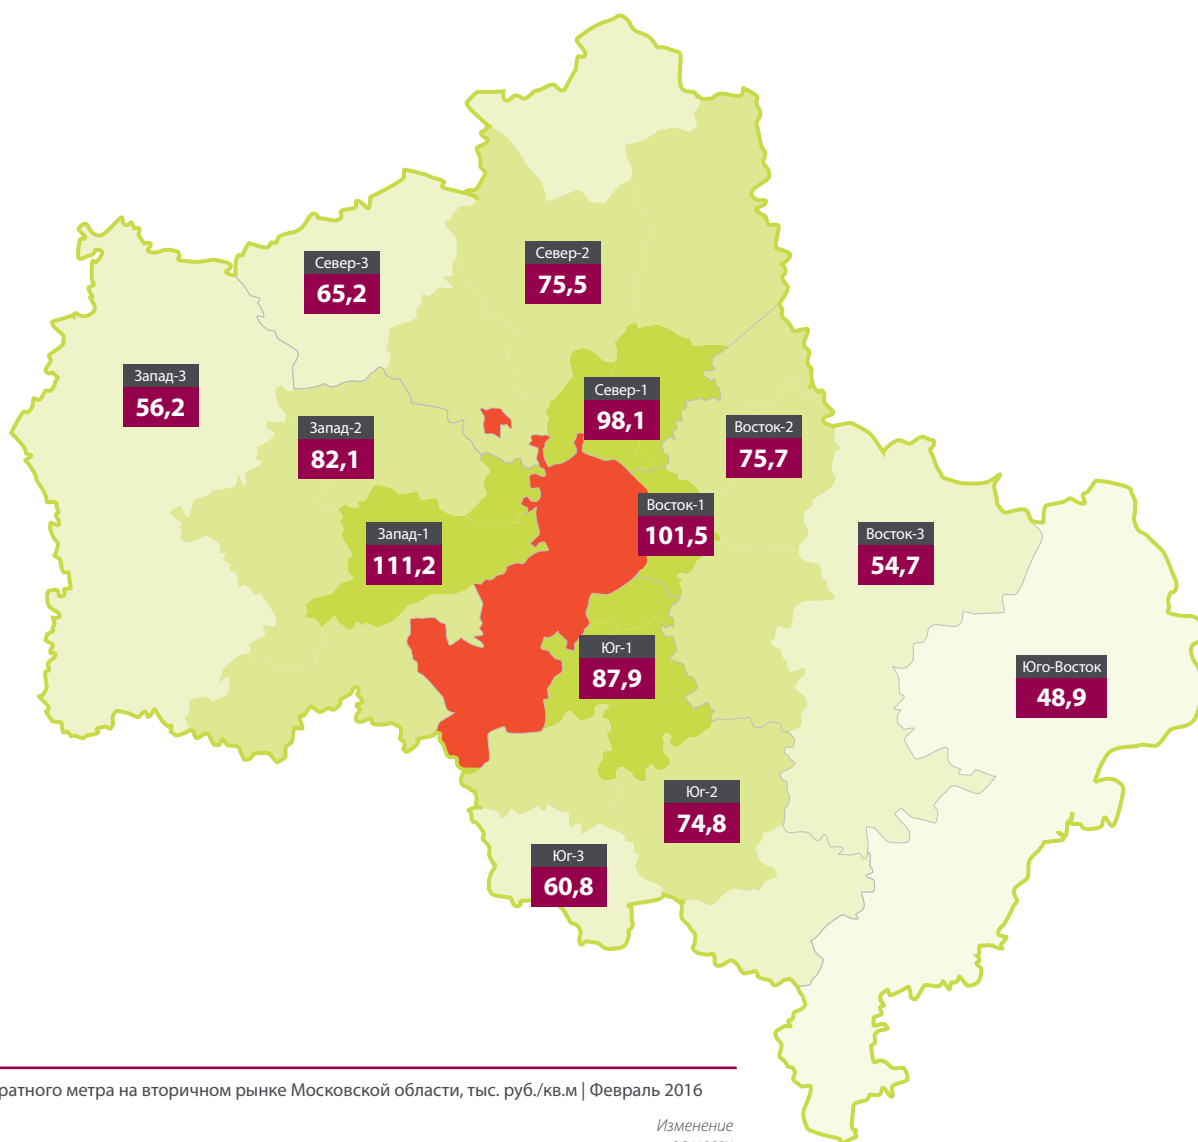 Север-2
75,5
Север-3
65,2
Запад-3
56,2
Север-1
98,1
Запад-2
82,1
Восток-2
75,7
Восток-1
101,5
Запад-1
111,2
Восток-3
54,7
Юг-1
87,9
Юго-Восток
48,9
Юг-2
74,8
Юг-3
60,8
ратного метра на вторичном рынке Московской области, тыс. руб./кв.м | Февраль 2016
Изменение